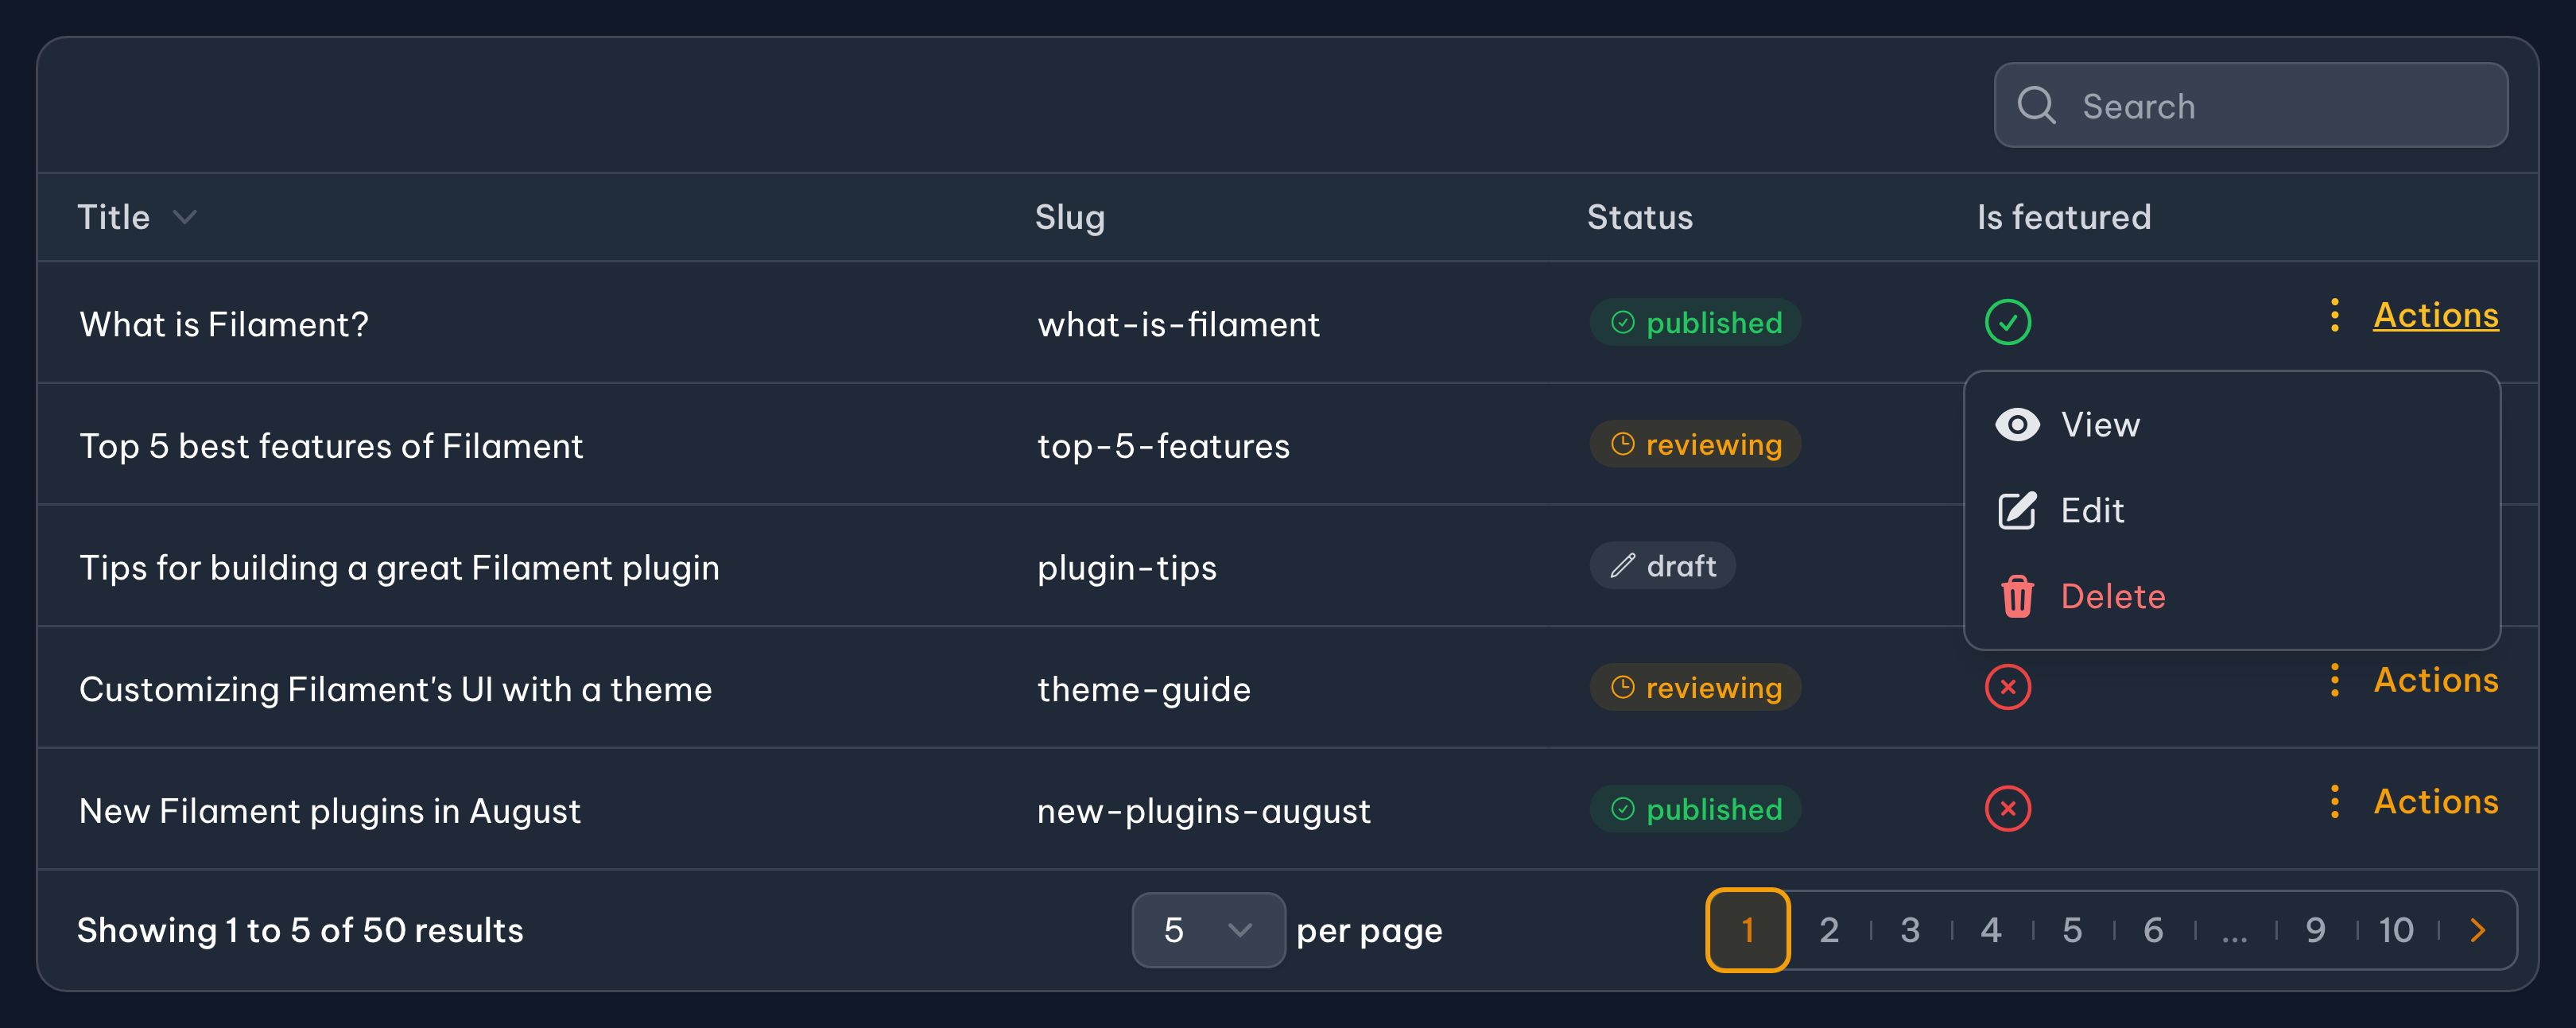 Search
Title Slug Status Is featured
What is Filament? what-is-filament published Actions
Top 5 best features of Filament top-5-features reviewing
View
Edit
Tips for building a great Filament plugin plugin-tips draft
Delete
Customizing Filament's UI with a theme theme-guide reviewing Actions
New Filament plugins in August new-plugins-august published Actions
Showing 1 to 5 of 50 results 5 per page 1 2 3 4 5 6 ... 9 10